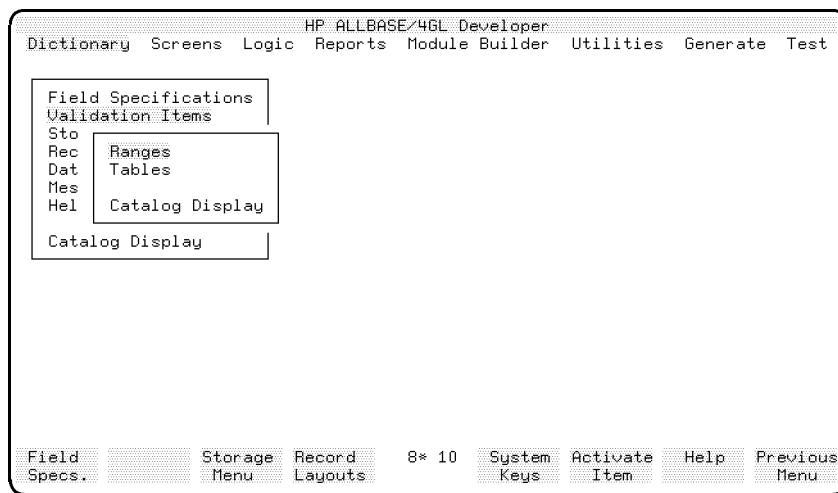 HP ALLBASE/4GL Developer
Dictionary Screens Logic Reports Module Builder Utilities Generate Test
Field Specifications
Validation Items
Sto
Rec Ranges
Dat Tables
Mes
Hel Catalog Display
Catalog Display
Field Storage Record 8* 10 System Activate Help Previous
Specs. Menu Layouts Keys Item Menu